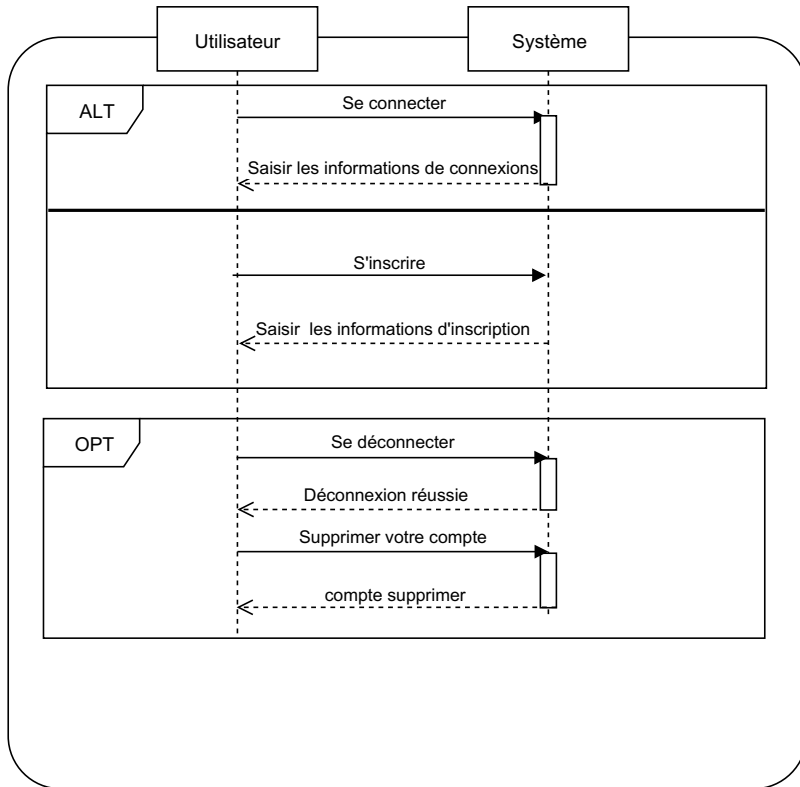 Utilisateur
Système
ALT
Se connecter
Saisir les informations de connexions
S'inscrire
Saisir  les informations d'inscription
OPT
Se déconnecter
Déconnexion réussie
Supprimer votre compte
compte supprimer